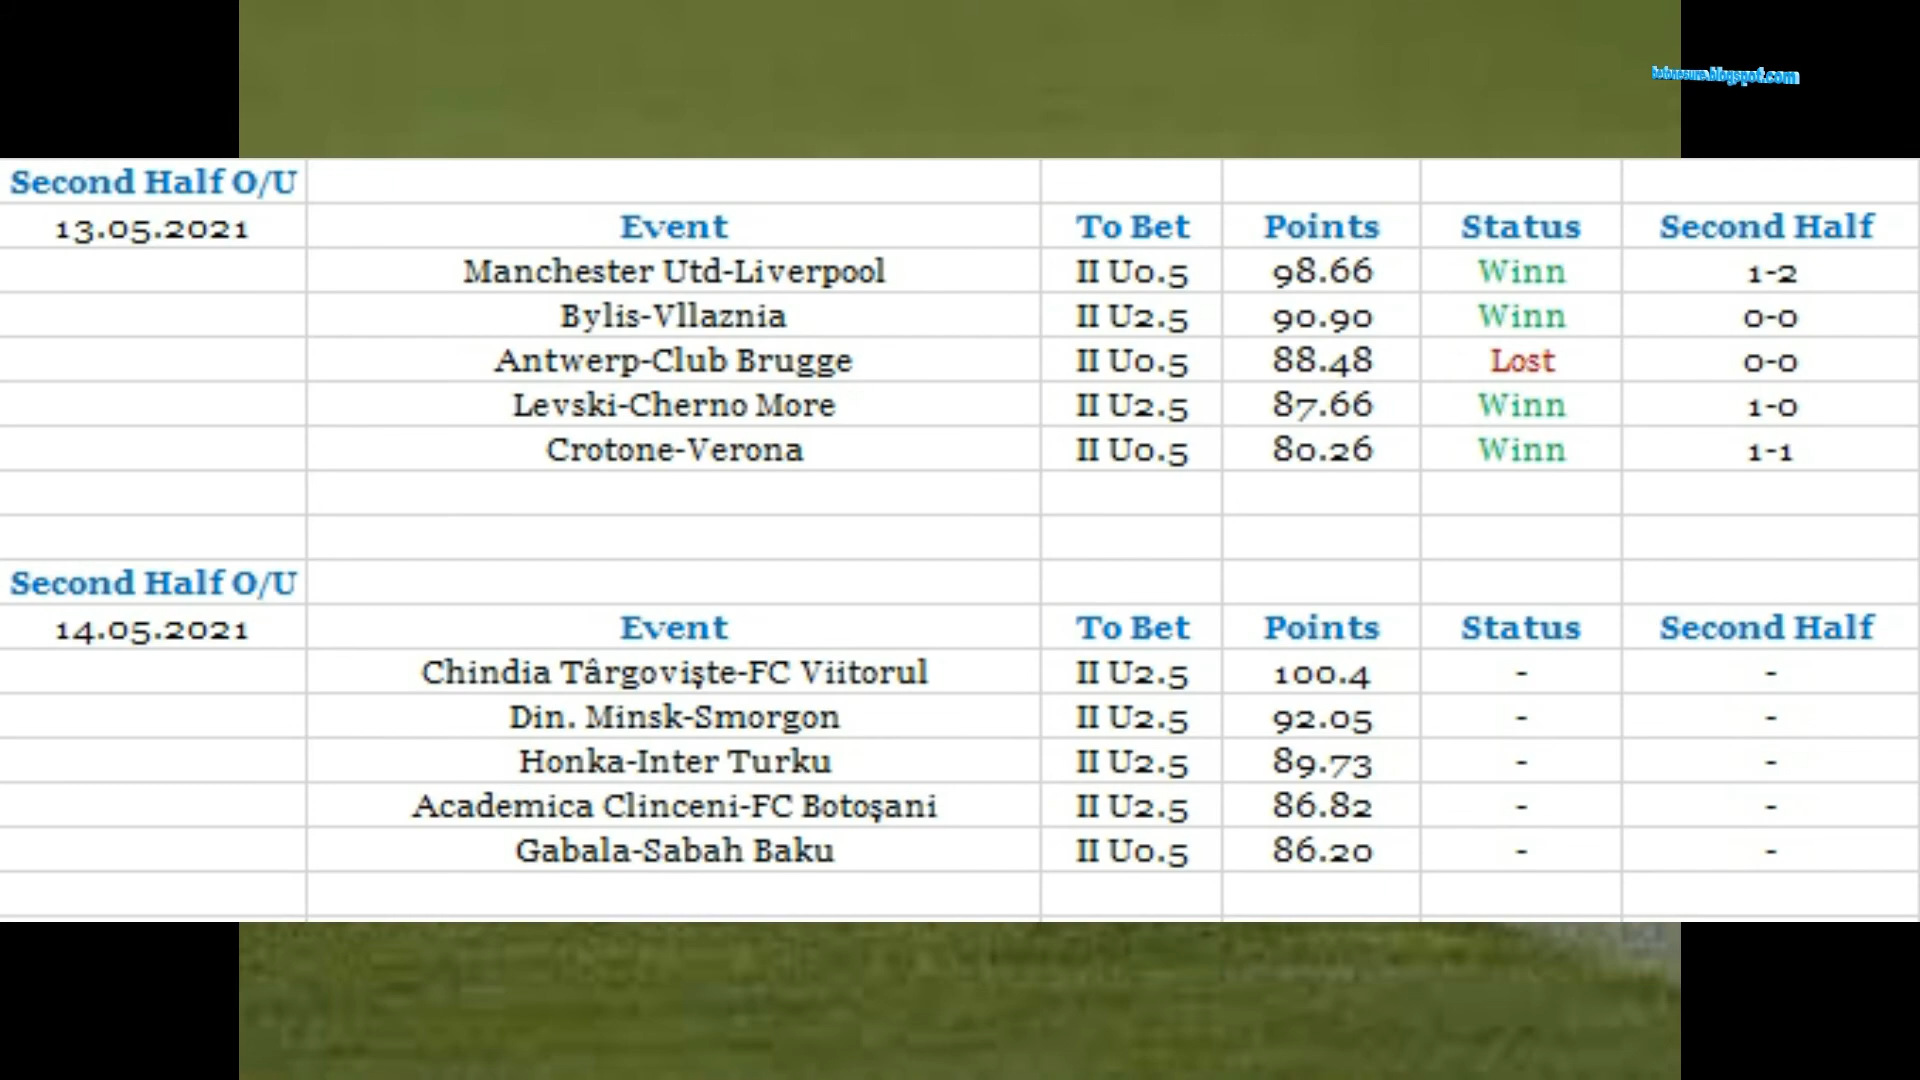 betonesure.blogspot.com
Second Half O/U
13.05.2021 Event To Bet Points Status Second Half
Manchester Utd-Liverpool II U0.5 98.66 Winn 1-2
Bylis-Vllaznia II U2.5 90.90 Winn 0-0
Antwerp-Club Brugge II U0.5 88.48 Lost 0-0
Levski-Cherno More II U2.5 87.66 Winn 1-0
Crotone-Verona II U0.5 80.26 Winn 1-1
Second Half O/U
14.05.2021 Event To Bet Points Status Second Half
Chindia Târgoviște-FC Viitorul II U2.5 100.4 - -
Din. Minsk-Smorgon II U2.5 92.05 - -
Honka-Inter Turku II U2.5 89.73 - -
Academica Clinceni-FC Botoșani II U2.5 86.82 - -
Gabala-Sabah Baku II U0.5 86.20 - -